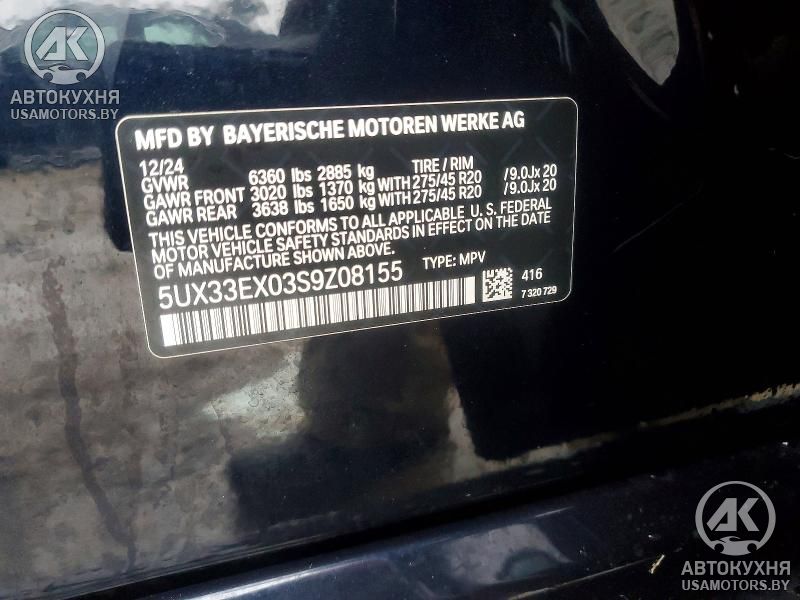 AK
АВТОКУХНЯ
USAMOTORS.BY
MFD BY BAYERISCHE MOTOREN WERKE AG
12/24 TIRE / RIM
GVWR 6360 lbs 2885 kg
GAWR FRONT 3020 lbs 1370 kg WITH 275/45 R20 /9.0Jx 20
GAWR REAR 3638 lbs 1650 kg WITH 275/45 R20 /9.0Jx 20
THIS VEHICLE CONFORMS TO ALL APPLICABLE U. S. FEDERAL
MOTOR VEHICLE SAFETY STANDARDS IN EFFECT ON THE DATE
OF MANUFACTURE SHOWN ABOVE.
5UX33EX03S9Z08155 TYPE: MPV
416
7 320 729
AK
АВТОКУХНЯ
USAMOTORS.BY